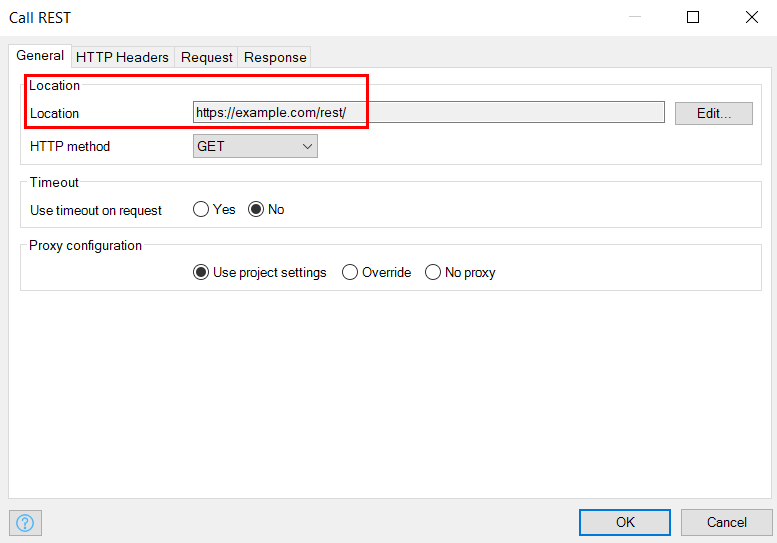 Call REST
General HTTP Headers Request Response
Location
Location https://example.com/rest/ Edit...
HTTP method GET
Timeout
Use timeout on request Yes No
Proxy configuration
Use project settings Override No proxy
? OK Cancel